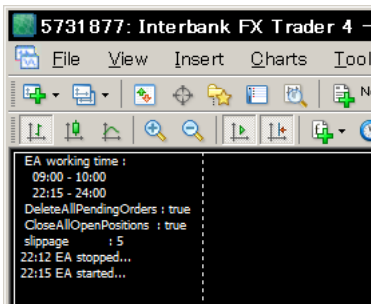 5731877: Interbank FX Trader 4 -
File View Insert Charts Tool
EA working time :
09:00 - 10:00
22:15 - 24:00
DeleteAllPendingOrders : true
CloseAllOpenPositions : true
slippage : 5
22:12 EA stopped...
22:15 EA started...